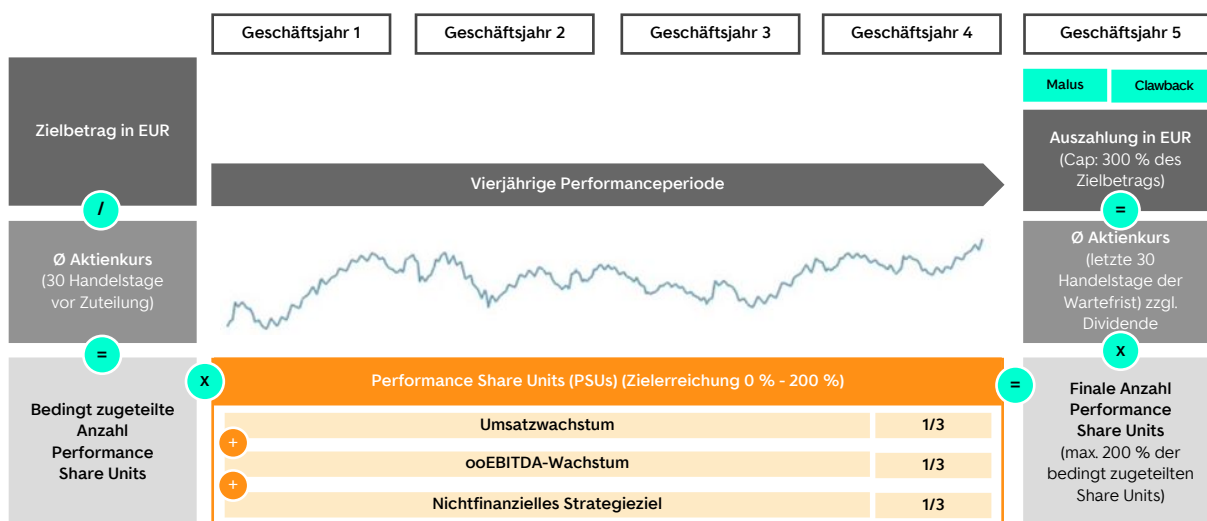 Geschäftsjahr 1
Geschäftsjahr 2
Geschäftsjahr 3
Geschäftsjahr 4
Geschäftsjahr 5
Malus
Clawback
Zielbetrag in EUR
/
Ø Aktienkurs
(30 Handelstage
vor Zuteilung)
=
Bedingt zugeteilte
Anzahl
Performance
Share Units
x
Vierjährige Performanceperiode
Performance Share Units (PSUs) (Zielerreichung 0 % - 200 %)
Umsatzwachstum
1/3
+
ooEBITDA-Wachstum
1/3
+
Nichtfinanzielles Strategieziel
1/3
=
Auszahlung in EUR
(Cap: 300 % des
Zielbetrags)
=
Ø Aktienkurs
(letzte 30
Handelstage der
Wartefrist) zzgl.
Dividende
x
Finale Anzahl
Performance
Share Units
(max. 200 % der
bedingt zugeteilten
Share Units)